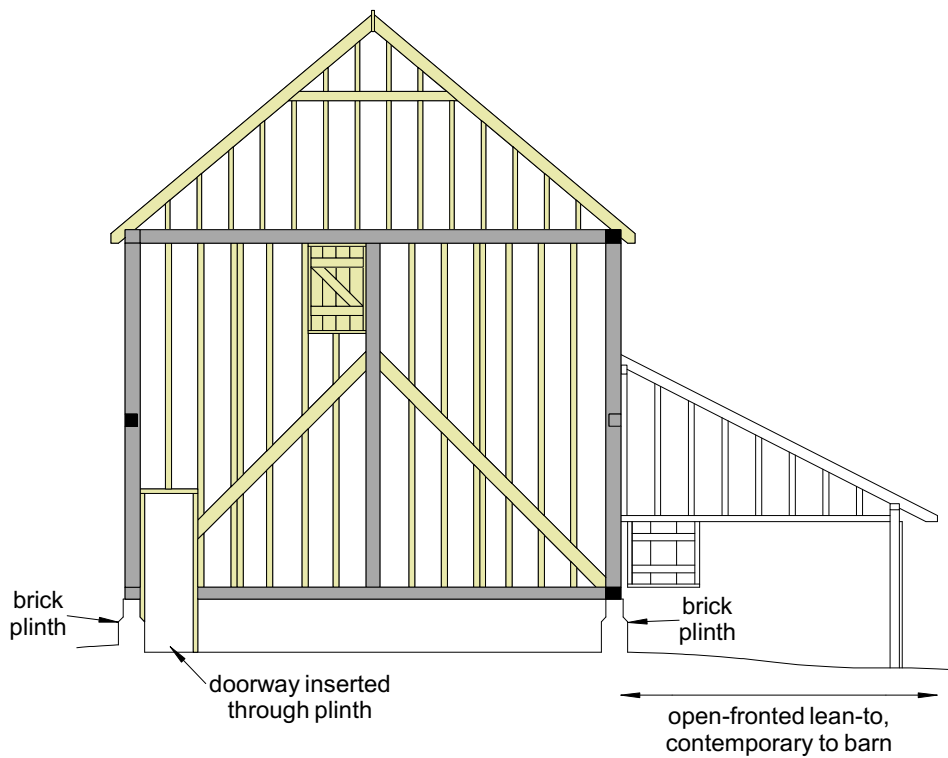 brick
plinth
brick
plinth
doorway inserted
through plinth
open-fronted lean-to,
contemporary to barn